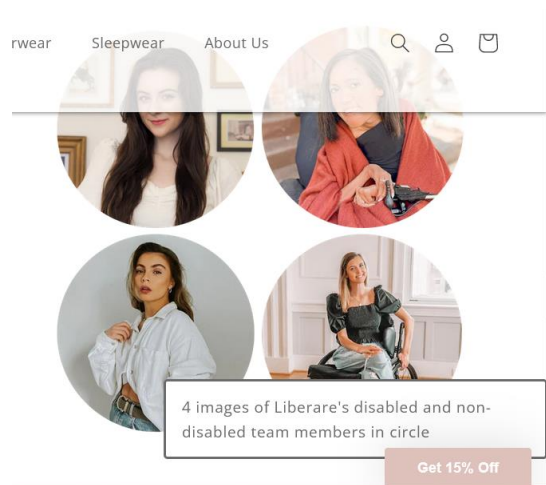 rwear Sleepwear About Us
4 images of Liberare's disabled and non-
disabled team members in circle
Get 15% Off